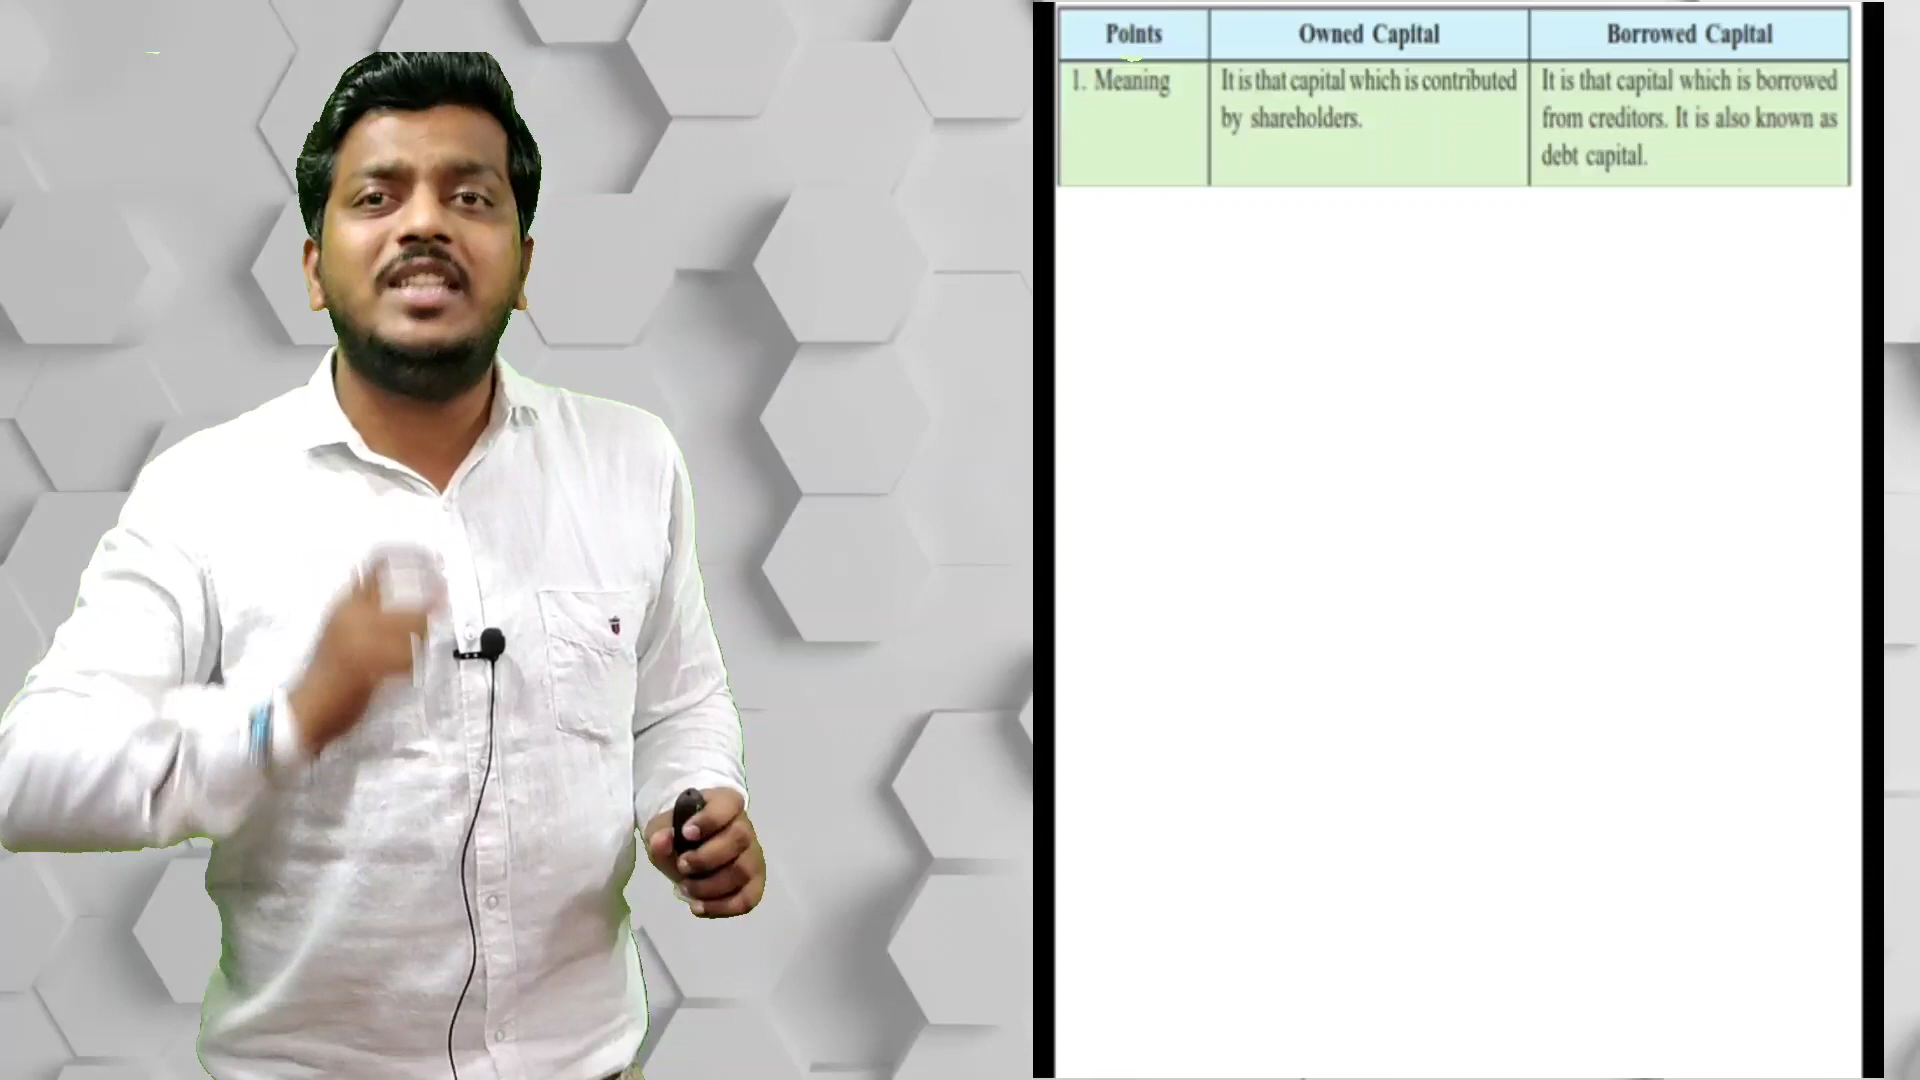 Points Owned Capital Borrowed Capital
1. Meaning It is that capital which is contributed It is that capital which is borrowed
by shareholders. from creditors. It is also known as
debt capital.